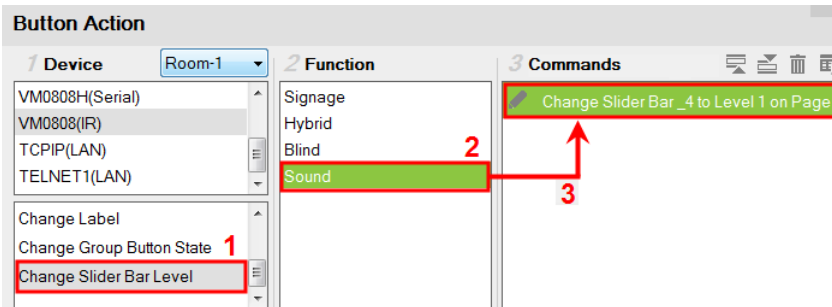 Button Action
1 Device
Room-1
2 Function
3 Commands
VM0808H(Serial)
VM0808(IR)
TCPIP(LAN)
TELNET1(LAN)
Change Label
Change Group Button State
1
Change Slider Bar Level
Signage
Hybrid
Blind
2
Sound
Change Slider Bar _4 to Level 1 on Page
3